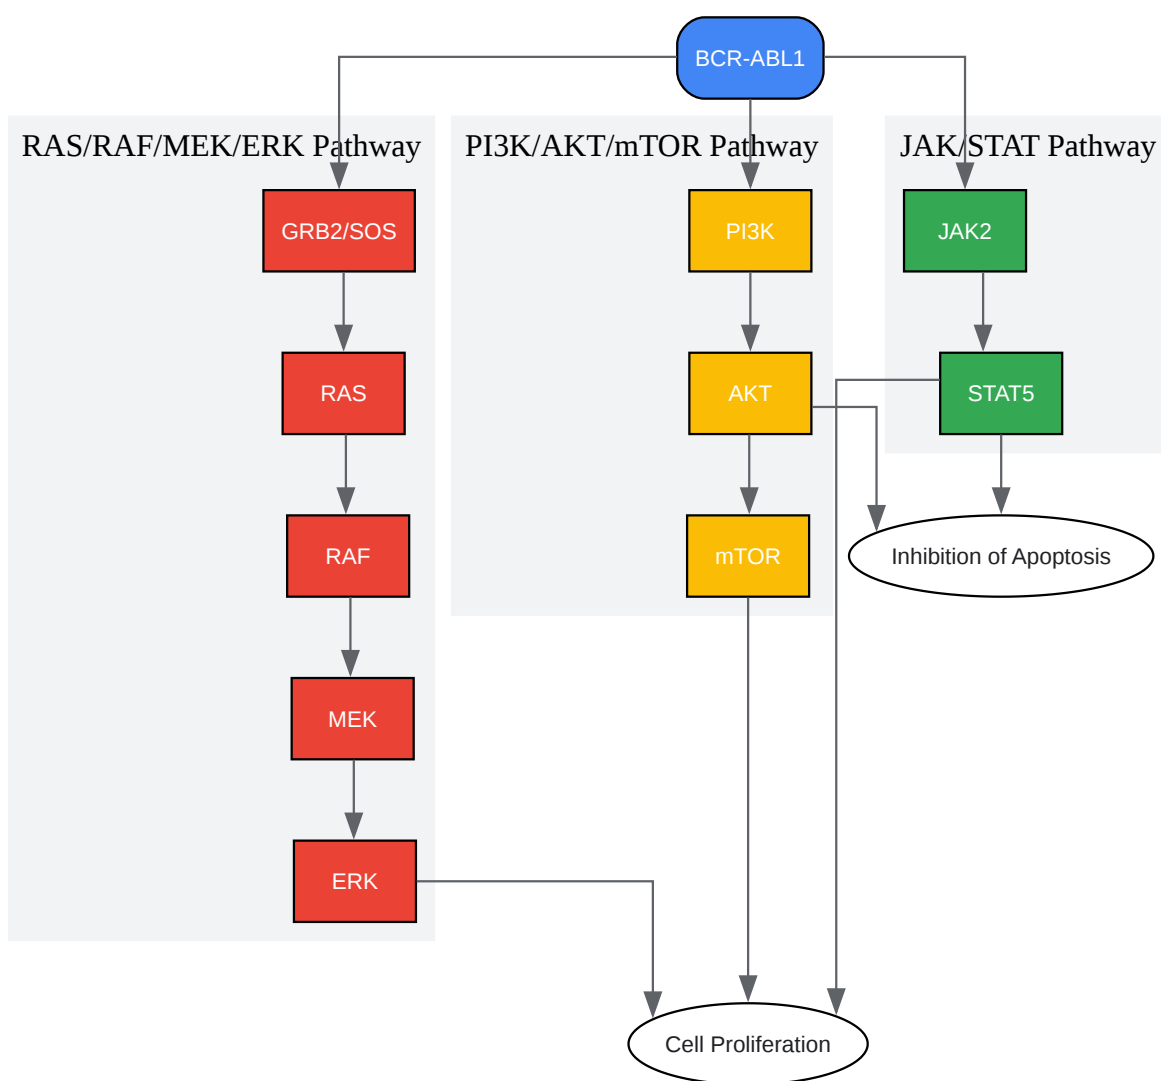 BCR-ABL1
RAS/RAF/MEK/ERK Pathway
PI3K/AKT/mTOR Pathway
JAK/STAT Pathway
GRB2/SOS
PI3K
JAK2
RAS
AKT
STAT5
RAF
mTOR
Inhibition of Apoptosis
MEK
ERK
Cell Proliferation